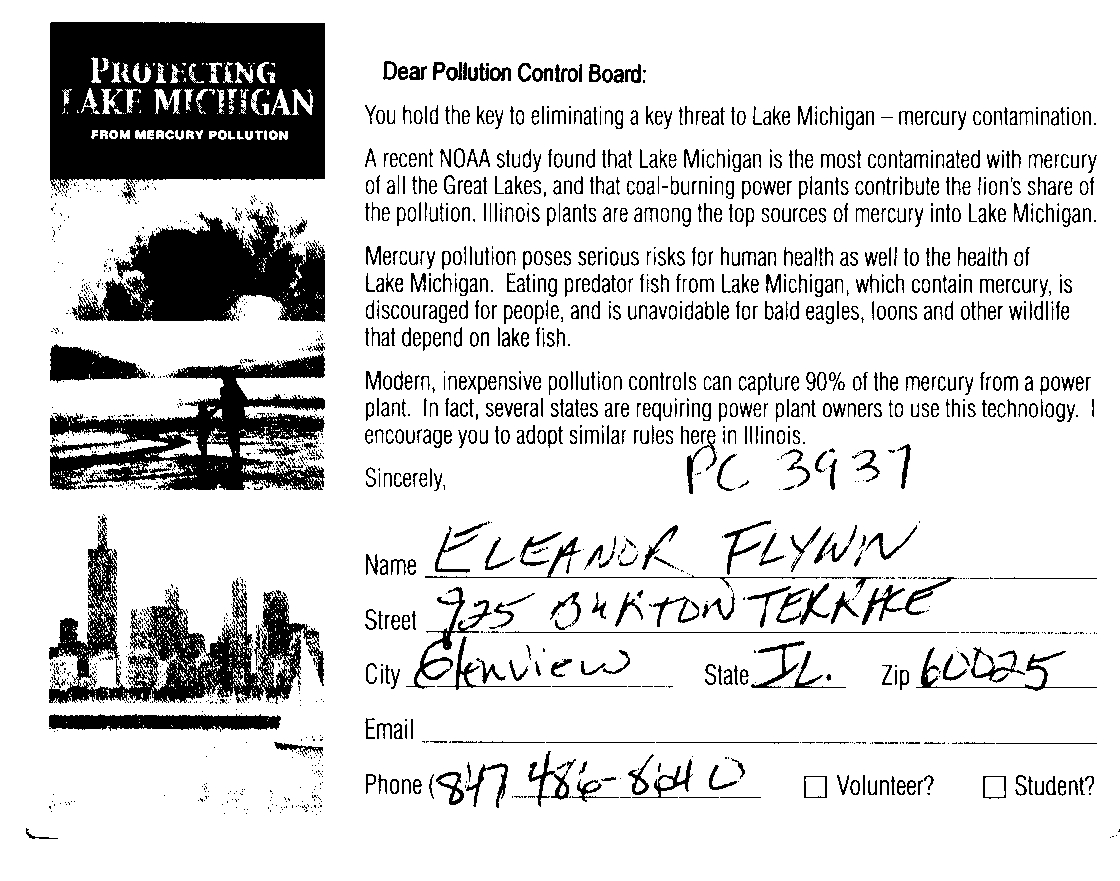 PROTECTING
LAKE MICHIGAN
FROM MERCURY POLLUTION
Dear Pollution Control Board:
You hold the key to eliminating a key threat to Lake Michigan – mercury contamination.
A recent NOAA study found that Lake Michigan is the most contaminated with mercury
of all the Great Lakes, and that coal-burning power plants contribute the lion's share of
the pollution. Illinois plants are among the top sources of mercury into Lake Michigan.
Mercury pollution poses serious risks for human health as well to the health of
Lake Michigan. Eating predator fish from Lake Michigan, which contain mercury, is
discouraged for people, and is unavoidable for bald eagles, loons and other wildlife
that depend on lake fish.
Modern, inexpensive pollution controls can capture 90% of the mercury from a power
plant. In fact, several states are requiring power plant owners to use this technology. I
encourage you to adopt similar rules here in Illinois.
Sincerely,
PC 3937
Name ELEANOR FLYNN
Street 925 BURTON TERRACE
City Glenview State IL. Zip 60025
Email
Phone (847 486-8640
Volunteer? Student?